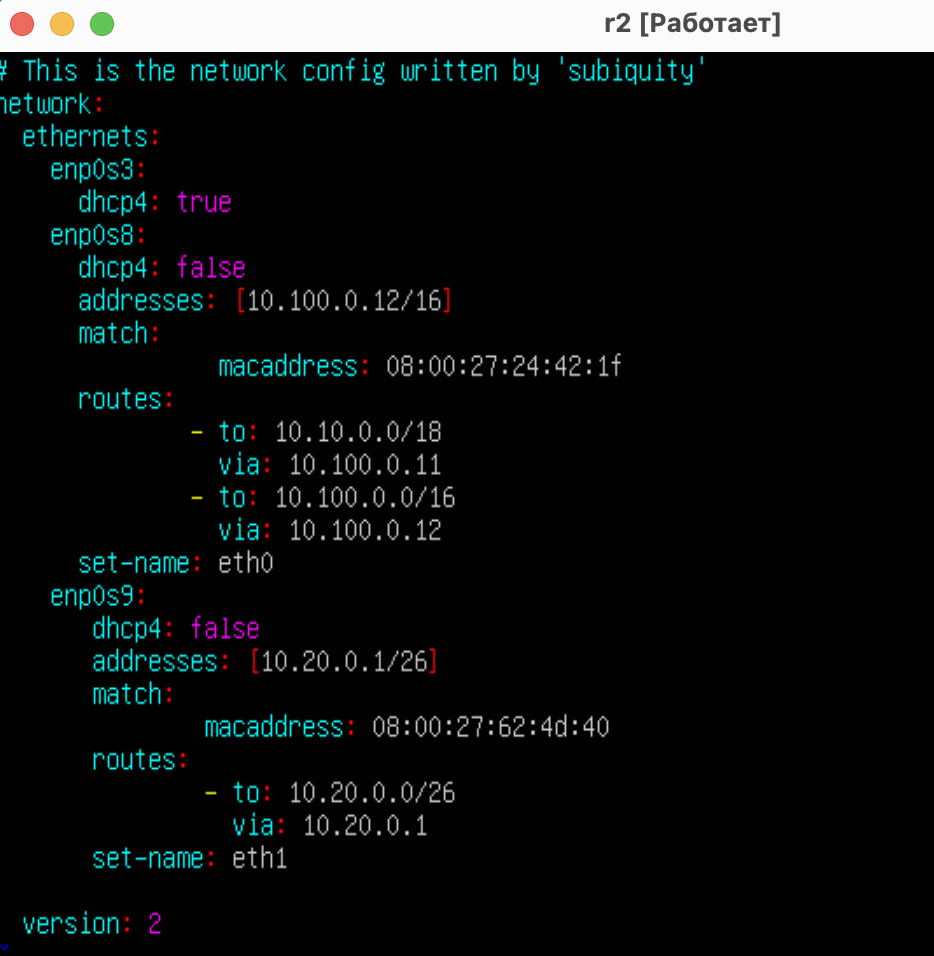 r2 [Работает]
# This is the network config written by 'subiquity'
network:
  ethernets:
    enp0s3:
      dhcp4: true
    enp0s8:
      dhcp4: false
      addresses: [10.100.0.12/16]
      match:
                macaddress: 08:00:27:24:42:1f
      routes:
              - to: 10.10.0.0/18
                via: 10.100.0.11
              - to: 10.100.0.0/16
                via: 10.100.0.12
      set-name: eth0
    enp0s9:
       dhcp4: false
       addresses: [10.20.0.1/26]
       match:
               macaddress: 08:00:27:62:4d:40
       routes:
               - to: 10.20.0.0/26
                 via: 10.20.0.1
       set-name: eth1
  version: 2
~